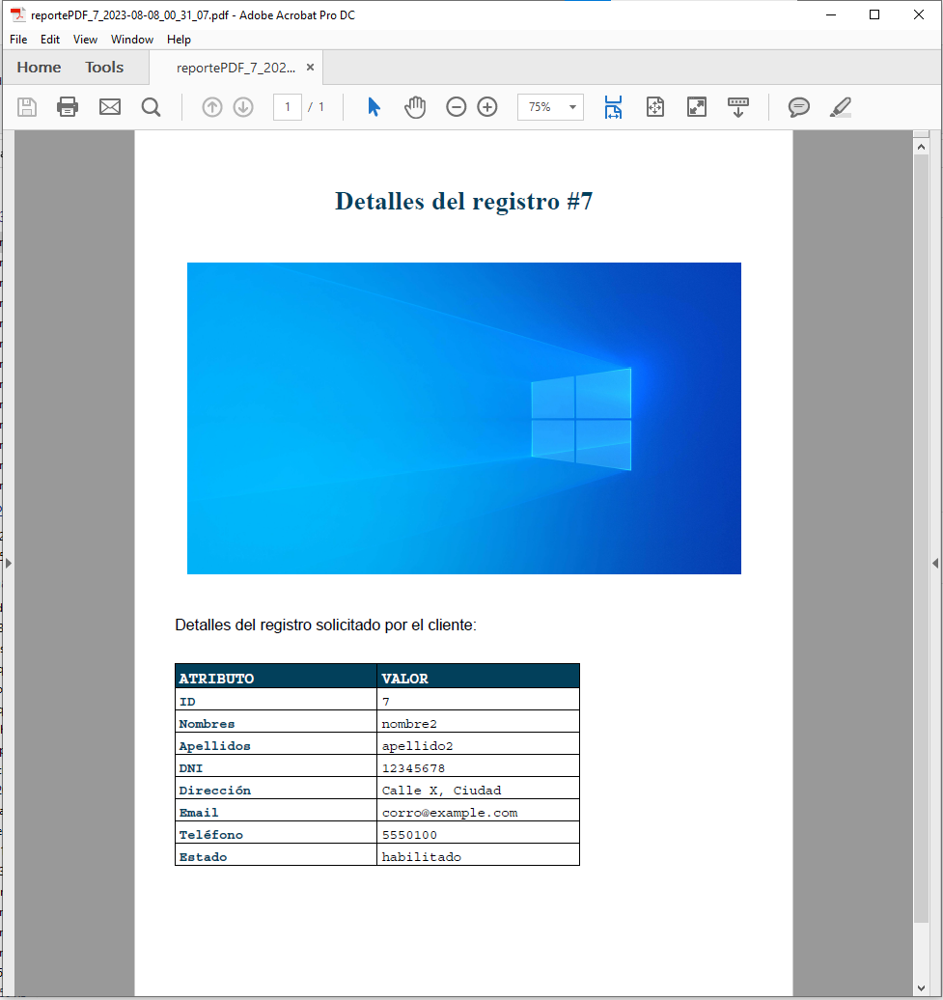 reportePDF_7_2023-08-08_00_31_07.pdf - Adobe Acrobat Pro DC
File Edit View Window Help
Home Tools reportePDF_7_202... ×
1 / 1 75%
Detalles del registro #7
Detalles del registro solicitado por el cliente:
ATRIBUTO VALOR
ID 7
Nombres nombre2
Apellidos apellido2
DNI 12345678
Dirección Calle X, Ciudad
Email corro@example.com
Teléfono 5550100
Estado habilitado